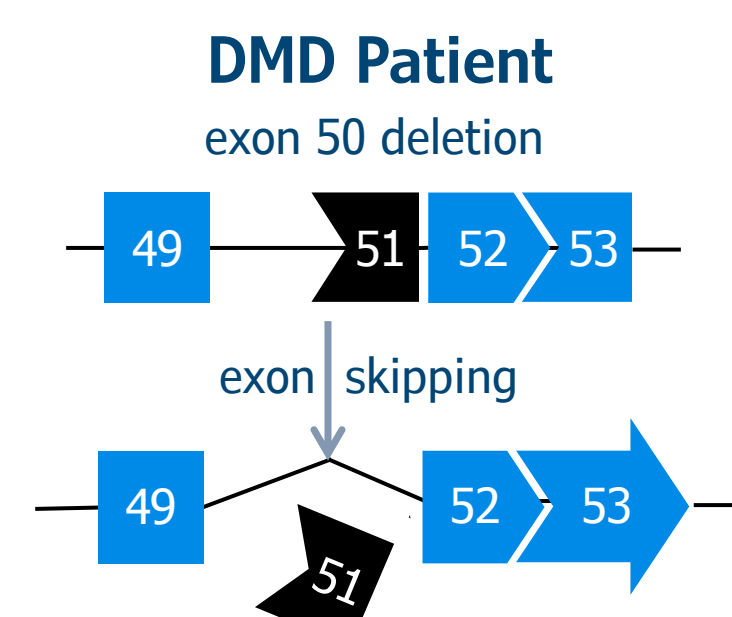 DMD Patient
exon 50 deletion
49 51 52 53
exon skipping
49 52 53
51